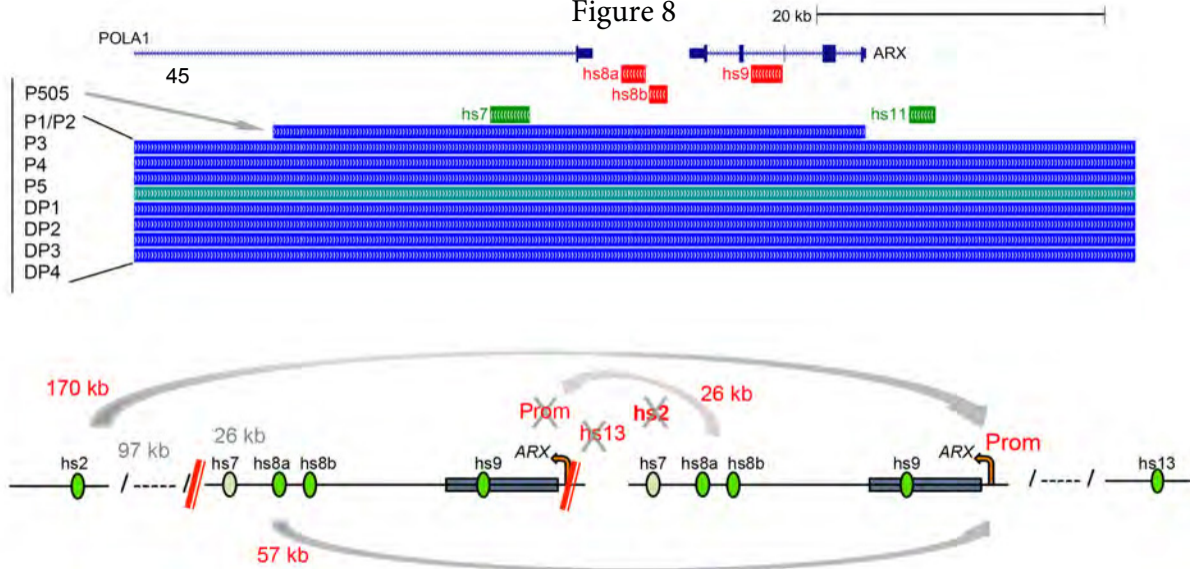 Figure 8
20 kb
POLA1
ARX
45
hs8a
hs9
hs8b
P505
hs7
hs11
P1/P2
P3
P4
P5
DP1
DP2
DP3
DP4
170 kb
26 kb
Prom
hs2
hs13
97 kb
26 kb
Prom
hs2
/ ----- /
hs7
hs8a
hs8b
hs9
ARX
hs7
hs8a
hs8b
hs9
ARX
/ ----- /
hs13
57 kb